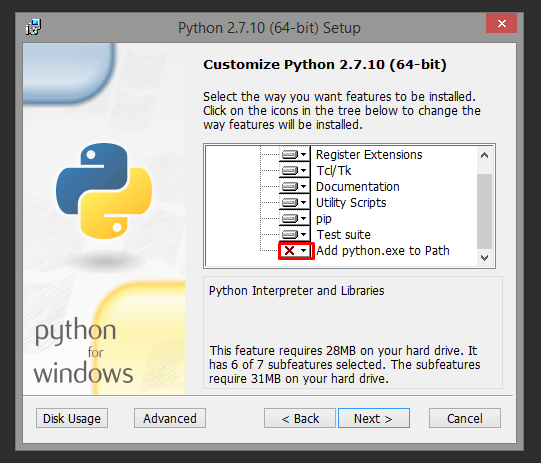 Python 2.7.10 (64-bit) Setup
Customize Python 2.7.10 (64-bit)
Select the way you want features to be installed.
Click on the icons in the tree below to change the
way features will be installed.
Register Extensions
Tcl/Tk
Documentation
Utility Scripts
pip
Test suite
Add python.exe to Path
Python Interpreter and Libraries
This feature requires 28MB on your hard drive. It
has 6 of 7 subfeatures selected. The subfeatures
require 31MB on your hard drive.
python
for
windows
Disk Usage
Advanced
< Back
Next >
Cancel